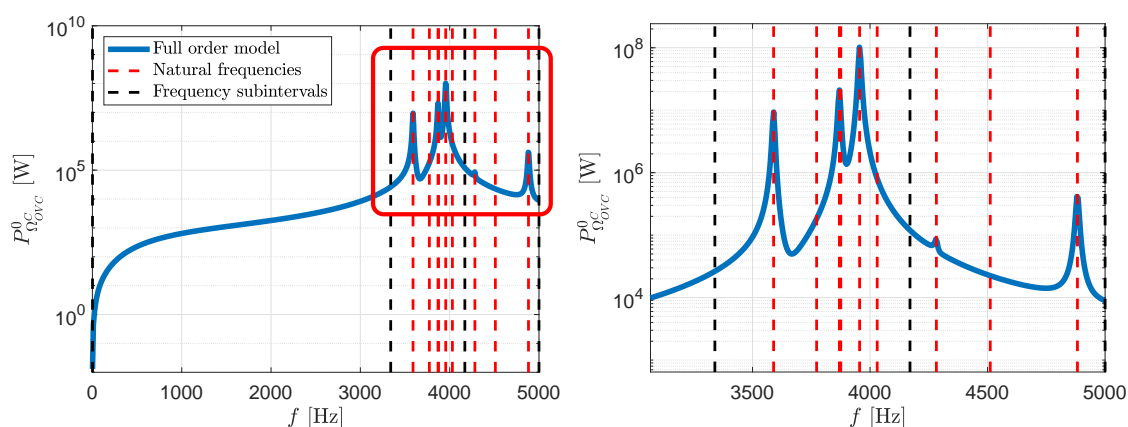 10^10
10^5
10^0
P^0_{Ω^C_{OVC}} [W]
Full order model
Natural frequencies
Frequency subintervals
0 1000 2000 3000 4000 5000
f [Hz]
10^8
10^6
10^4
P^0_{Ω^C_{OVC}} [W]
3500 4000 4500 5000
f [Hz]